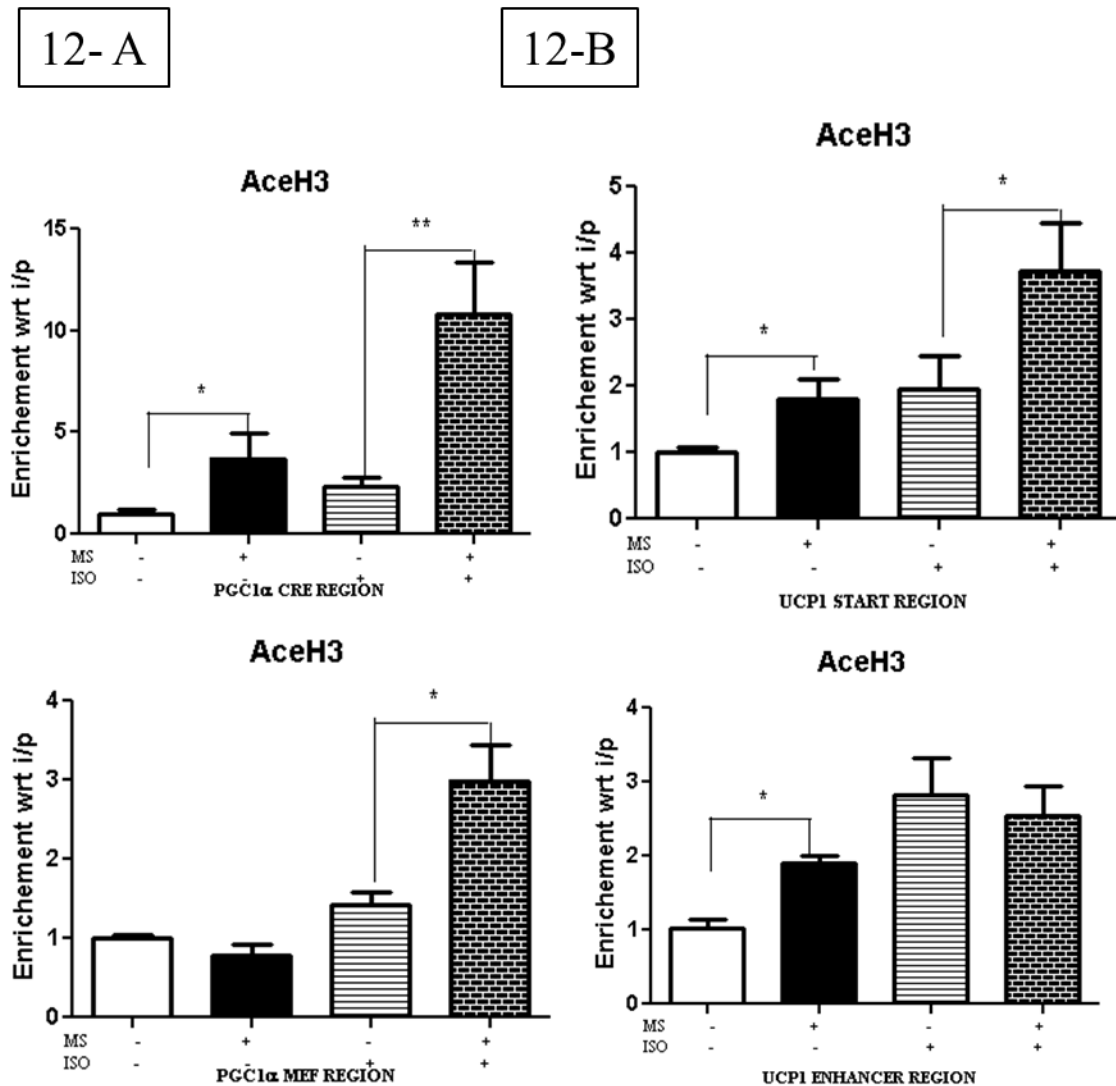 12- A
12-B
AceH3
Enrichement wrt i/p
15
10
5
0
*
**
MS - + - +
ISO - - + +
PGC1α CRE REGION
AceH3
Enrichement wrt i/p
5
4
3
2
1
0
*
*
MS - + - +
ISO - - + +
UCP1 START REGION
AceH3
Enrichement wrt i/p
4
3
2
1
0
*
MS - + - +
ISO - - + +
PGC1α MEF REGION
AceH3
Enrichement wrt i/p
4
3
2
1
0
*
MS - + - +
ISO - - + +
UCP1 ENHANCER REGION